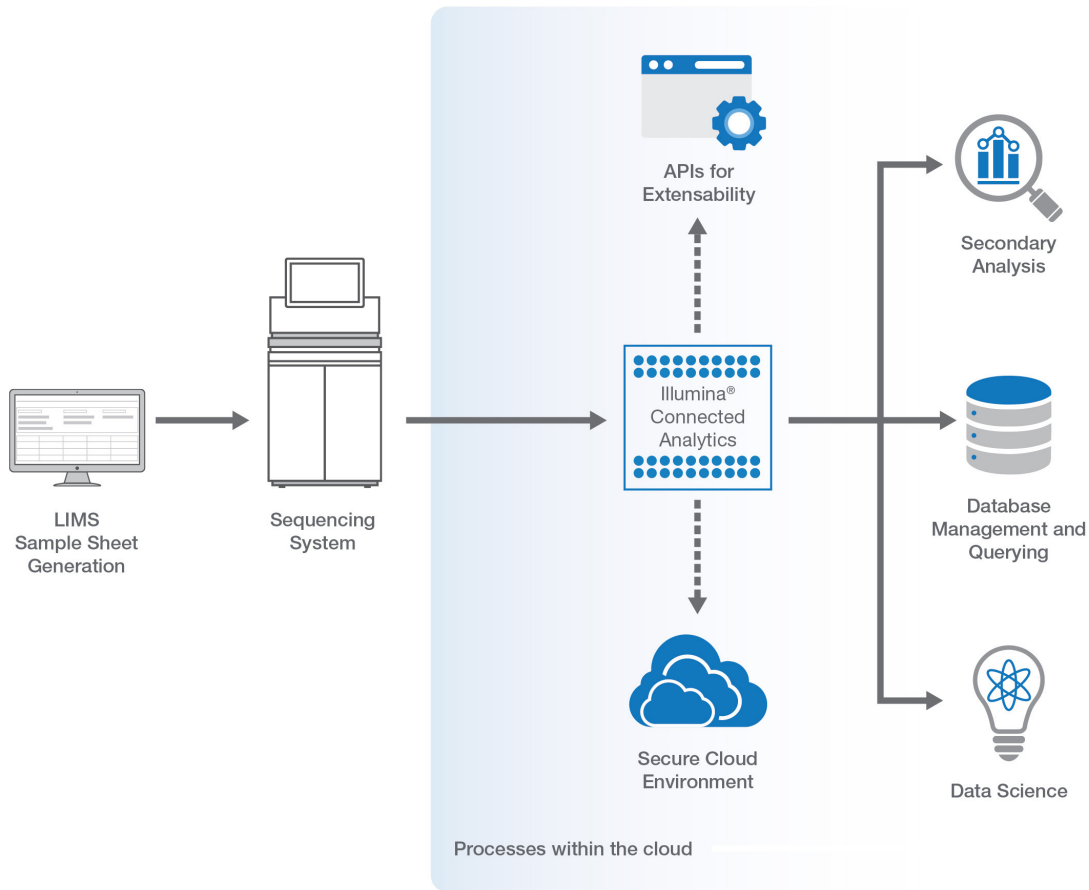 LIMS
Sample Sheet
Generation
Sequencing
System
APIs for
Extensability
Illumina®
Connected
Analytics
Secure Cloud
Environment
Processes within the cloud
Secondary
Analysis
Database
Management and
Querying
Data Science